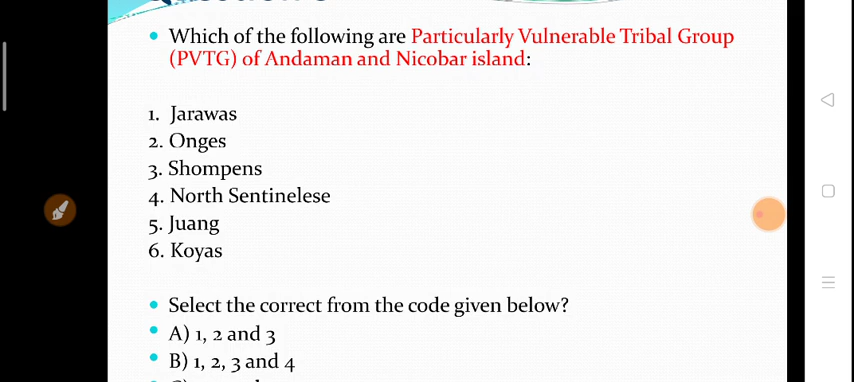 Which of the following are Particularly Vulnerable Tribal Group
(PVTG) of Andaman and Nicobar island:
1. Jarawas
2. Onges
3. Shompens
4. North Sentinelese
5. Juang
6. Koyas
Select the correct from the code given below?
A) 1, 2 and 3
B) 1, 2, 3 and 4